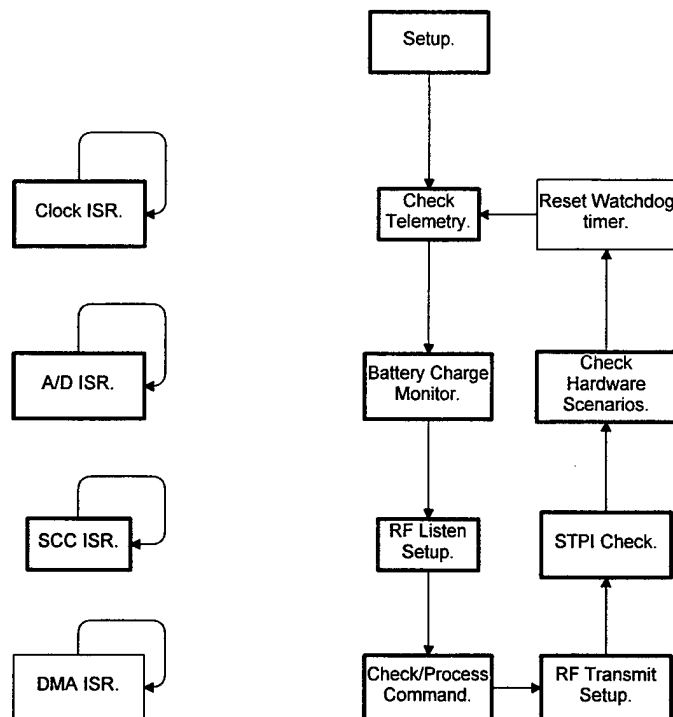 Setup.
Clock ISR.
Check
Telemetry.
Reset Watchdog
timer.
A/D ISR.
Battery Charge
Monitor.
Check
Hardware
Scenarios.
SCC ISR.
RF Listen
Setup.
STPI Check.
DMA ISR.
Check/Process
Command.
RF Transmit
Setup.